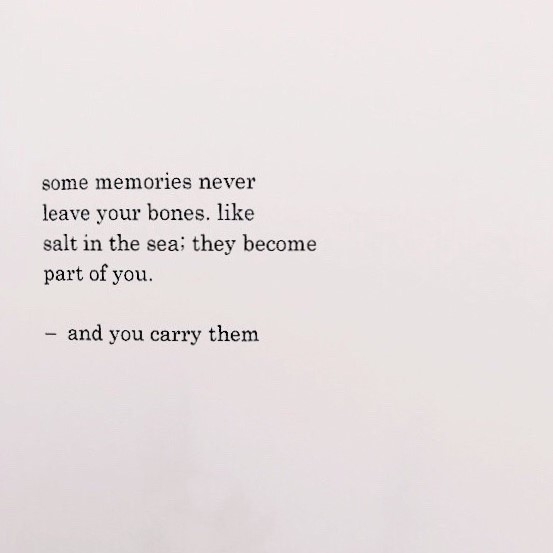 some memories never
leave your bones. like
salt in the sea; they become
part of you.
– and you carry them